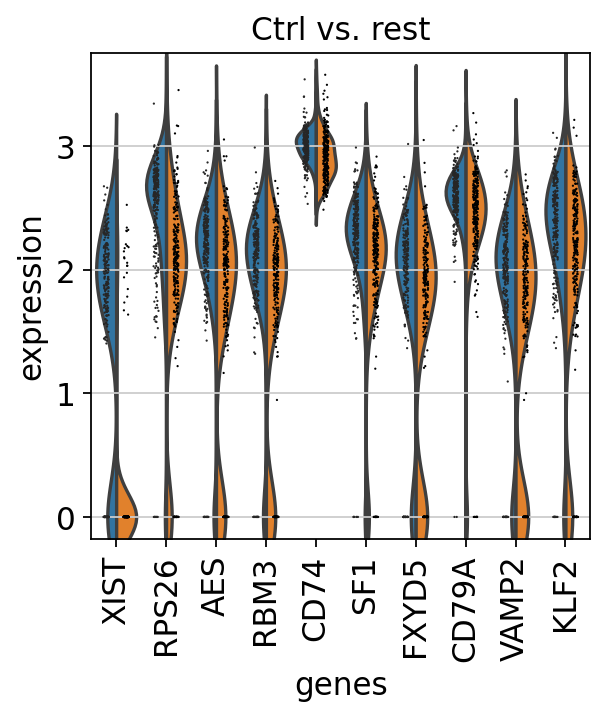 Ctrl vs. rest
expression
3
2
1
0
XIST
RPS26
AES
RBM3
CD74
SF1
FXYD5
CD79A
VAMP2
KLF2
genes